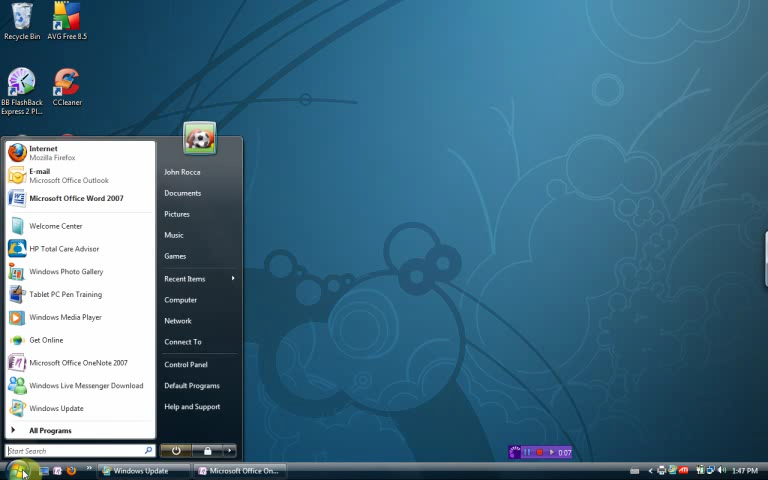 Recycle Bin
AVG Free 8.5
BB FlashBack
Express 2 Pl...
CCleaner
Internet
Mozilla Firefox
E-mail
Microsoft Office Outlook
Microsoft Office Word 2007
Welcome Center
HP Total Care Advisor
Windows Photo Gallery
Tablet PC Pen Training
Windows Media Player
Get Online
Microsoft Office OneNote 2007
Windows Live Messenger Download
Windows Update
All Programs
Start Search
John Rocca
Documents
Pictures
Music
Games
Recent Items
Computer
Network
Connect To
Control Panel
Default Programs
Help and Support
0:07
Windows Update
Microsoft Office On...
1:47 PM